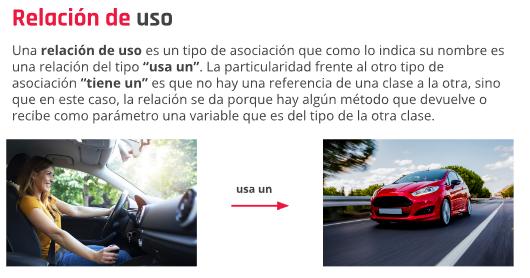 Relación de uso
Una relación de uso es un tipo de asociación que como lo indica su nombre es
una relación del tipo “usa un”. La particularidad frente al otro tipo de
asociación “tiene un” es que no hay una referencia de una clase a la otra, sino
que en este caso, la relación se da porque hay algún método que devuelve o
recibe como parámetro una variable que es del tipo de la otra clase.
usa un